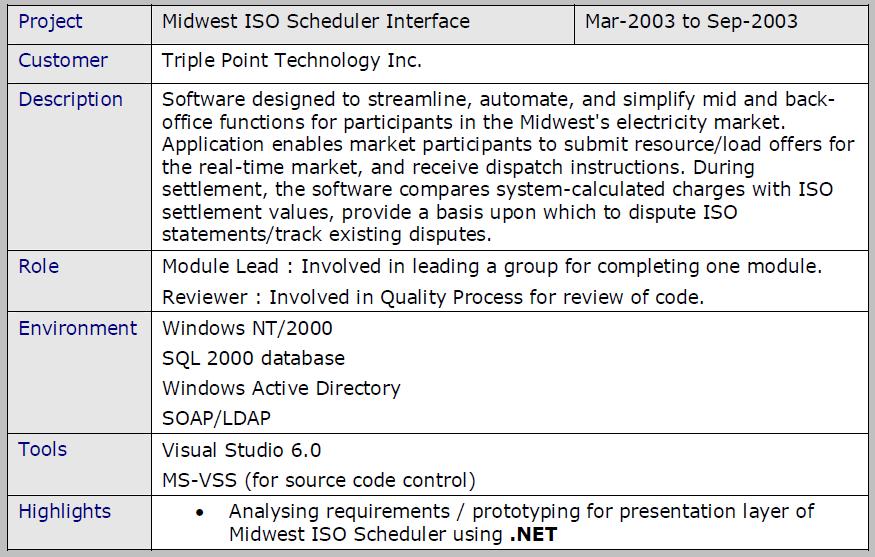 Project Midwest ISO Scheduler Interface Mar-2003 to Sep-2003
Customer Triple Point Technology Inc.
Description Software designed to streamline, automate, and simplify mid and back-
office functions for participants in the Midwest's electricity market.
Application enables market participants to submit resource/load offers for
the real-time market, and receive dispatch instructions. During
settlement, the software compares system-calculated charges with ISO
settlement values, provide a basis upon which to dispute ISO
statements/track existing disputes.
Role Module Lead : Involved in leading a group for completing one module.
Reviewer : Involved in Quality Process for review of code.
Environment Windows NT/2000
SQL 2000 database
Windows Active Directory
SOAP/LDAP
Tools Visual Studio 6.0
MS-VSS (for source code control)
Highlights • Analysing requirements / prototyping for presentation layer of
Midwest ISO Scheduler using .NET